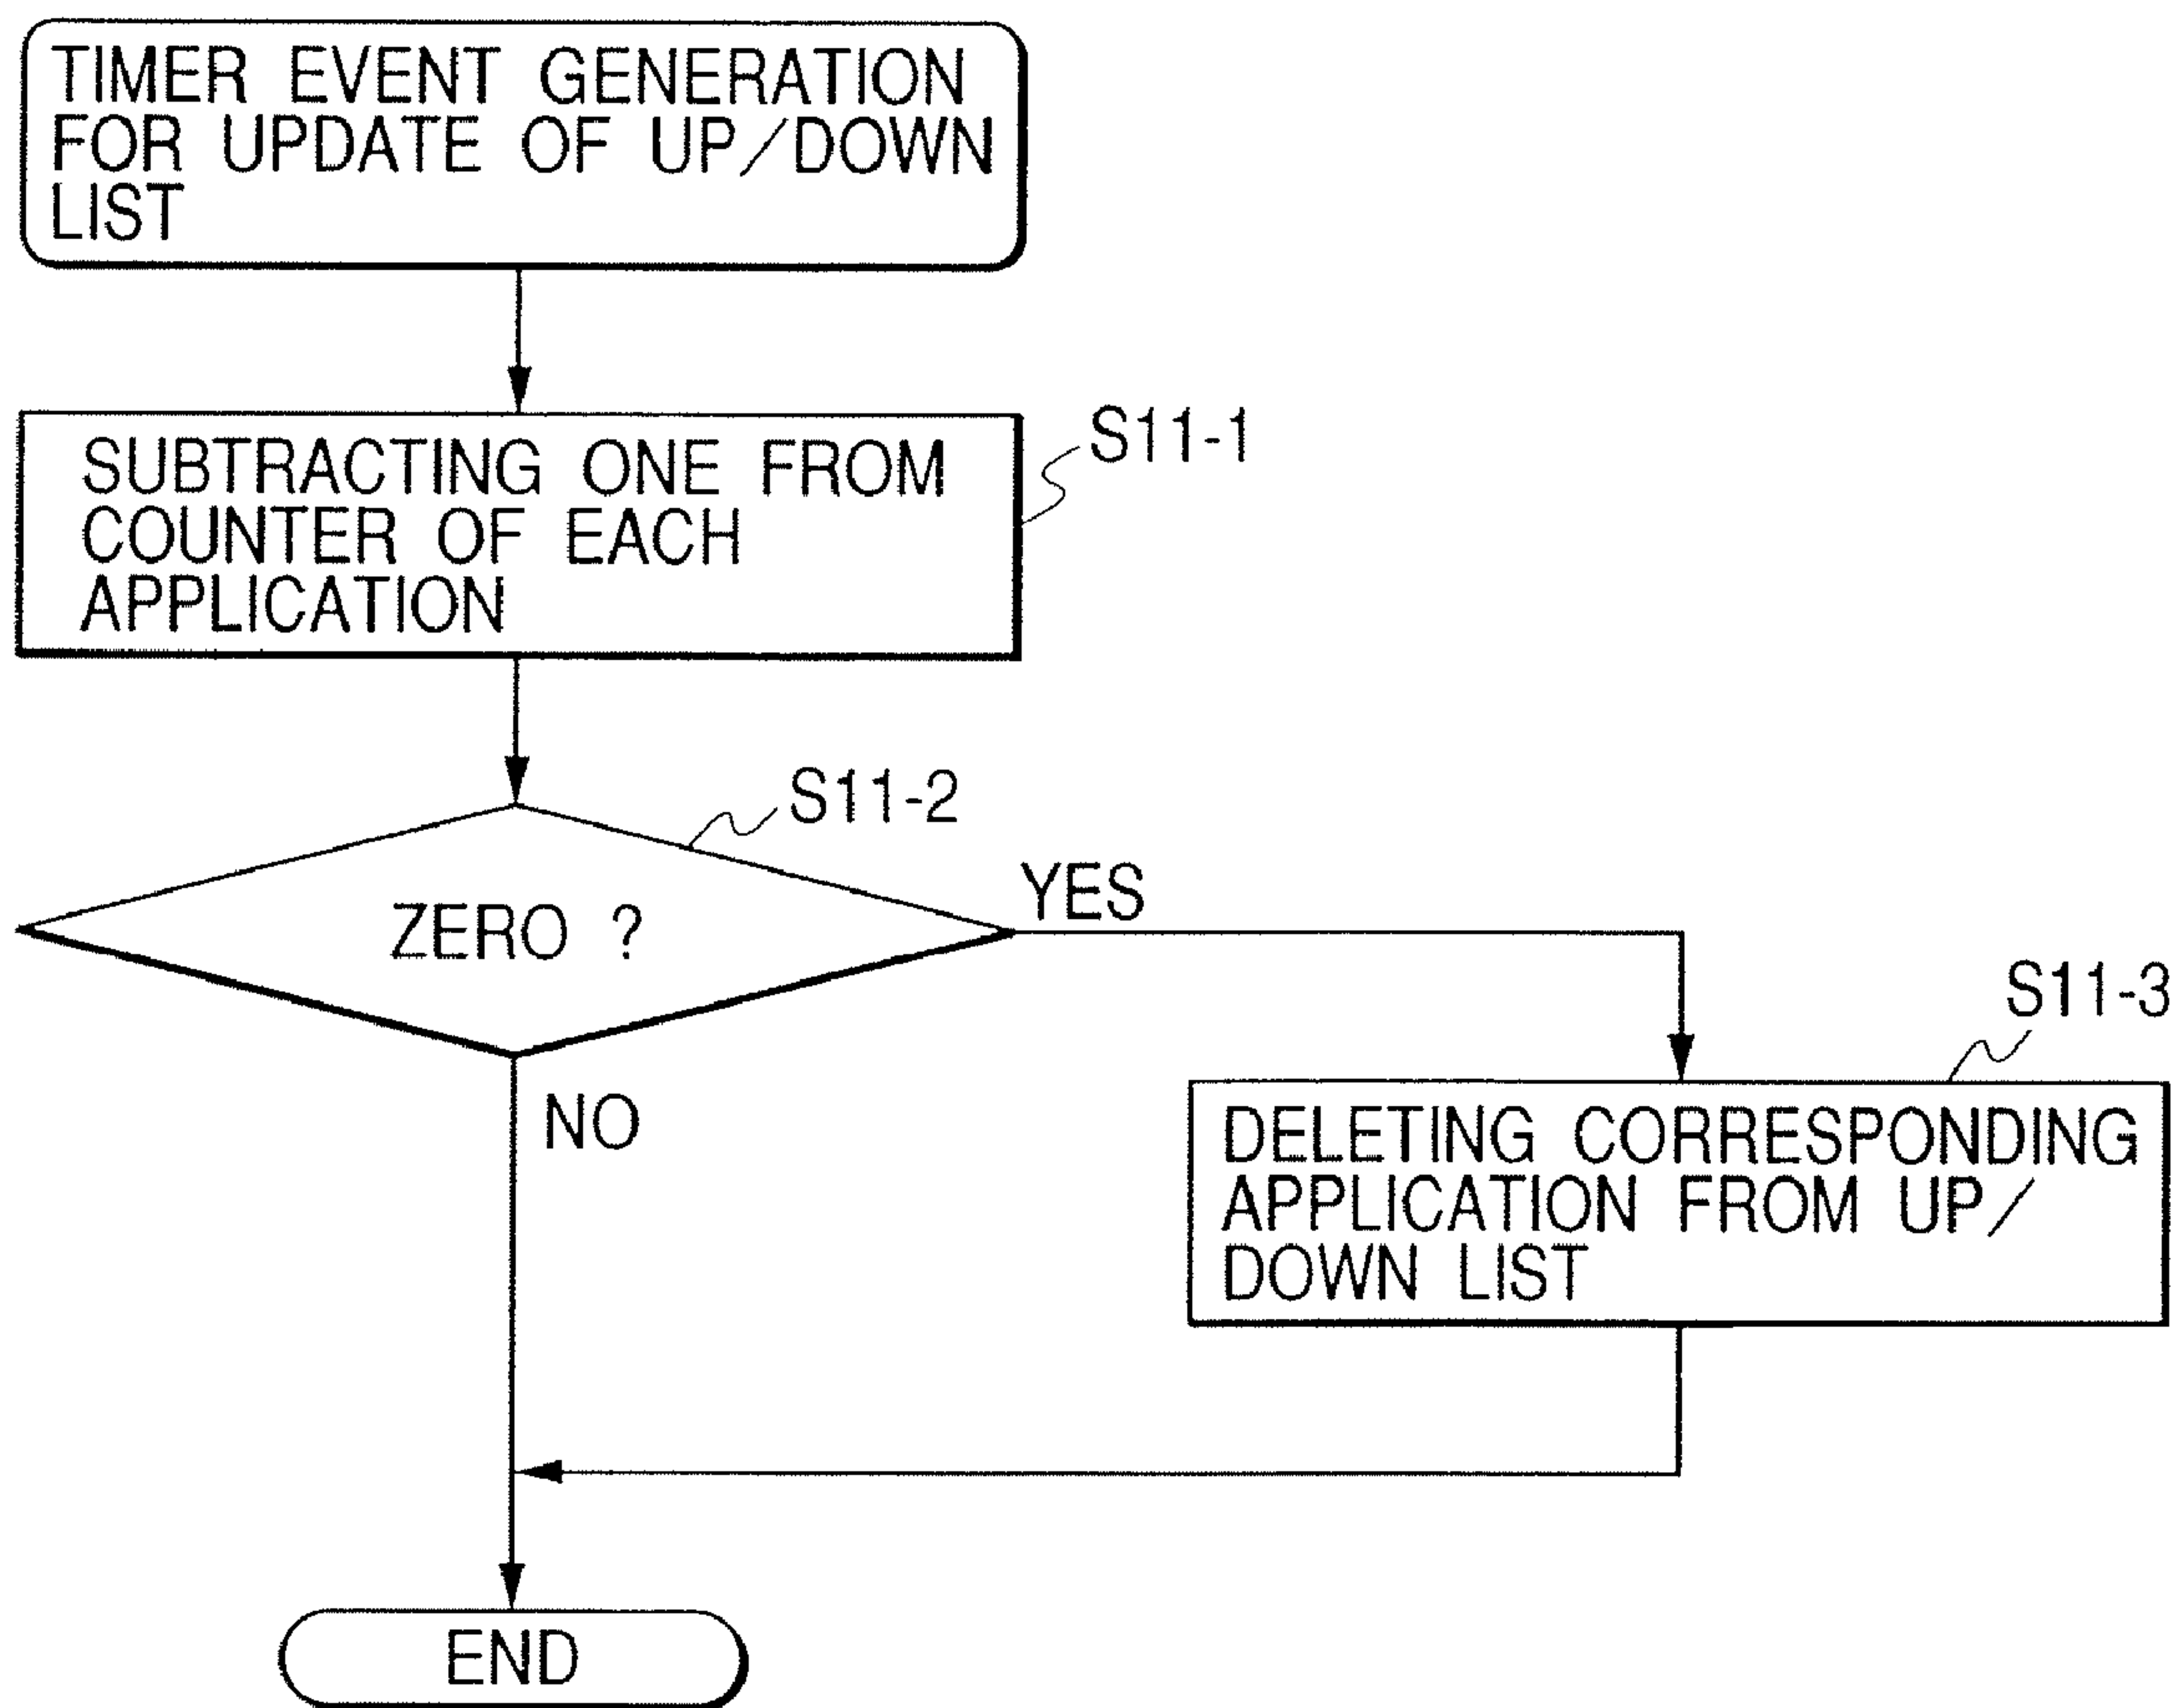 TIMER EVENT GENERATION
FOR UPDATE OF UP/DOWN
LIST
S11-1
SUBTRACTING ONE FROM
COUNTER OF EACH
APPLICATION
S11-2
ZERO ?
YES
S11-3
NO
DELETING CORRESPONDING
APPLICATION FROM UP/
DOWN LIST
END